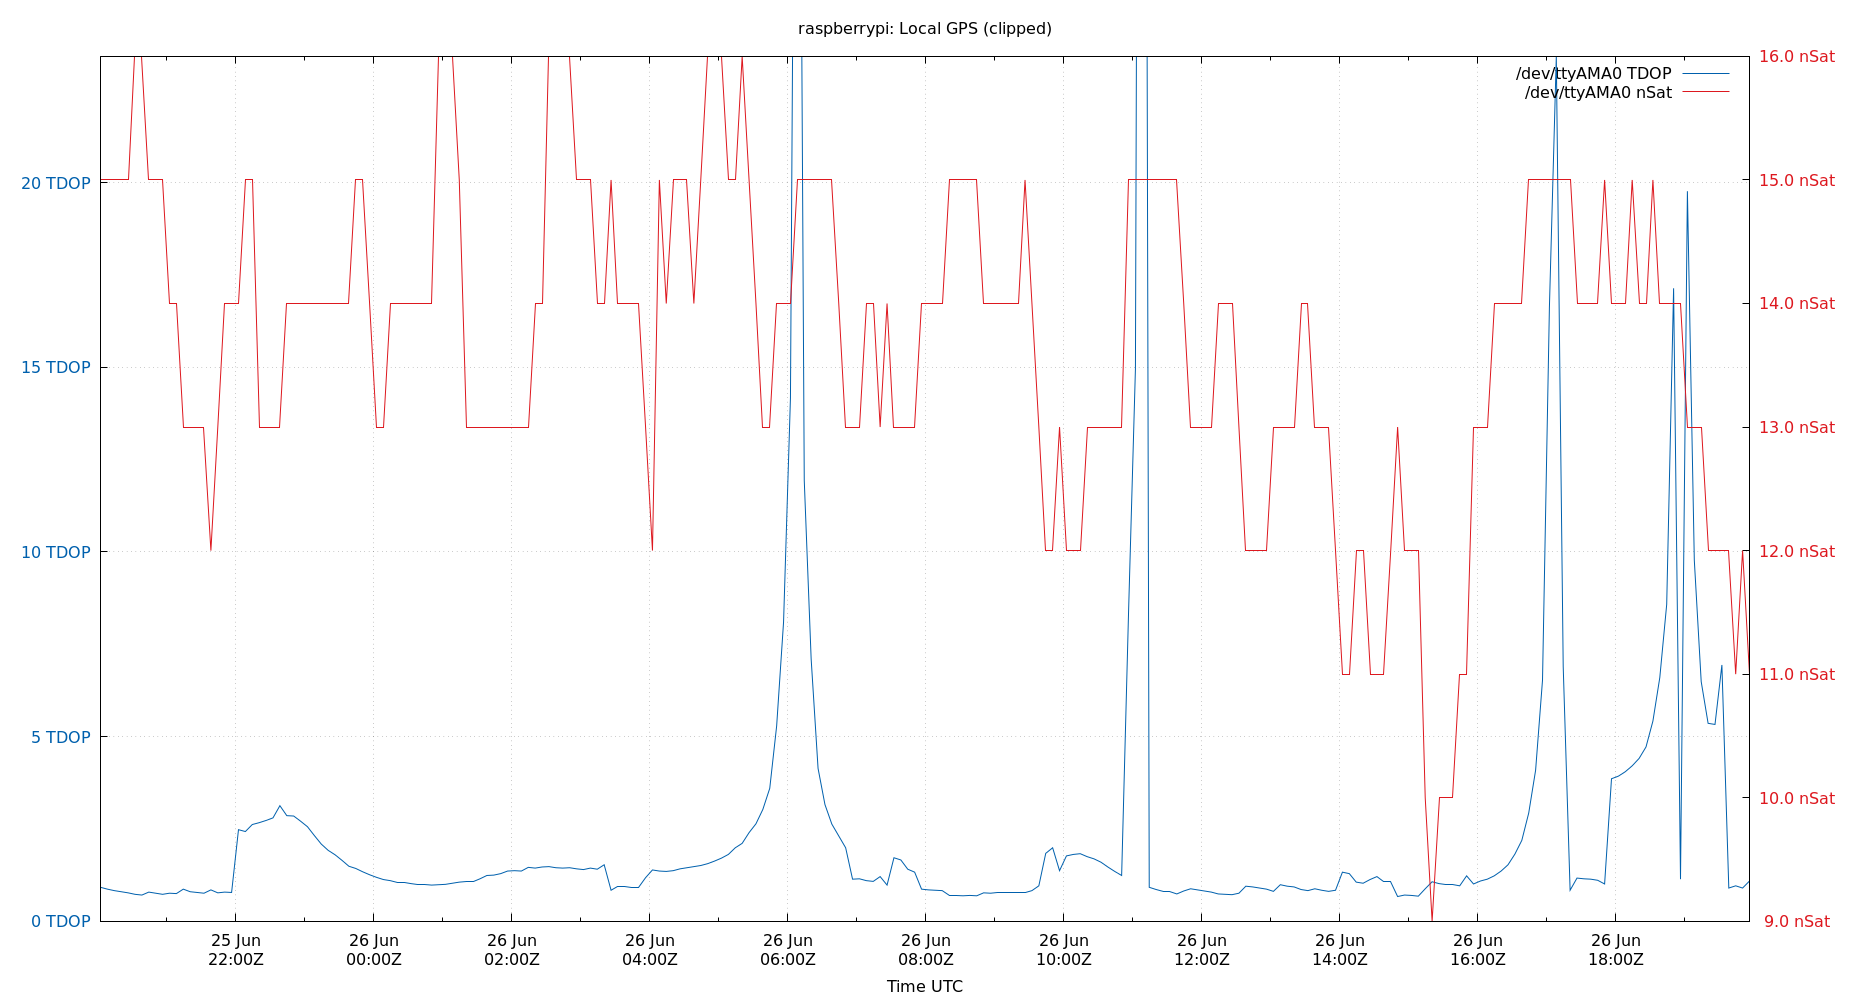 raspberrypi: Local GPS (clipped)
16.0 nSat
/dev/ttyAMA0 TDOP
/dev/ttyAMA0 nSat
20 TDOP
15.0 nSat
14.0 nSat
15 TDOP
13.0 nSat
10 TDOP
12.0 nSat
11.0 nSat
5 TDOP
10.0 nSat
0 TDOP
9.0 nSat
25 Jun 26 Jun 26 Jun 26 Jun 26 Jun 26 Jun 26 Jun 26 Jun 26 Jun 26 Jun 26 Jun
22:00Z 00:00Z 02:00Z 04:00Z 06:00Z 08:00Z 10:00Z 12:00Z 14:00Z 16:00Z 18:00Z
Time UTC